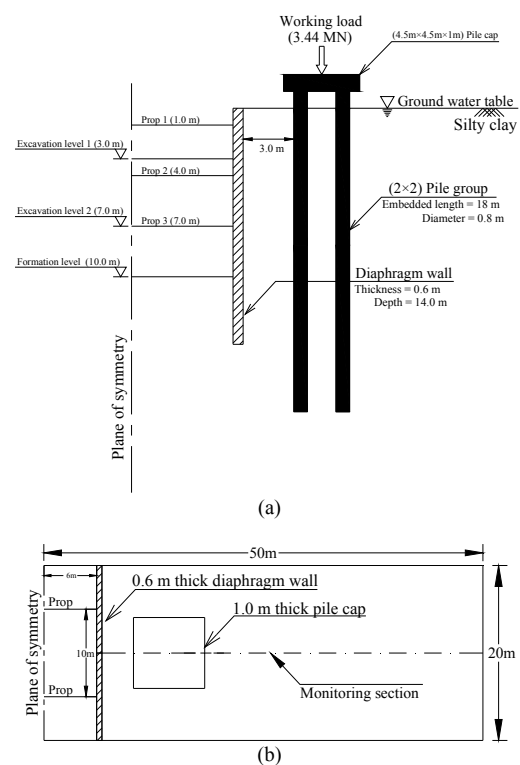 Working load
(3.44 MN)
(4.5m×4.5m×1m) Pile cap
Ground water table
Silty clay
Prop 1 (1.0 m)
Excavation level 1 (3.0 m)
3.0 m
Prop 2 (4.0 m)
(2×2) Pile group
Embedded length = 18 m
Diameter = 0.8 m
Excavation level 2 (7.0 m)
Prop 3 (7.0 m)
Formation level (10.0 m)
Diaphragm wall
Thickness = 0.6 m
Depth = 14.0 m
Plane of symmetry
(a)
50m
6m
0.6 m thick diaphragm wall
Prop
1.0 m thick pile cap
Plane of symmetry
10m
20m
Prop
Monitoring section
(b)